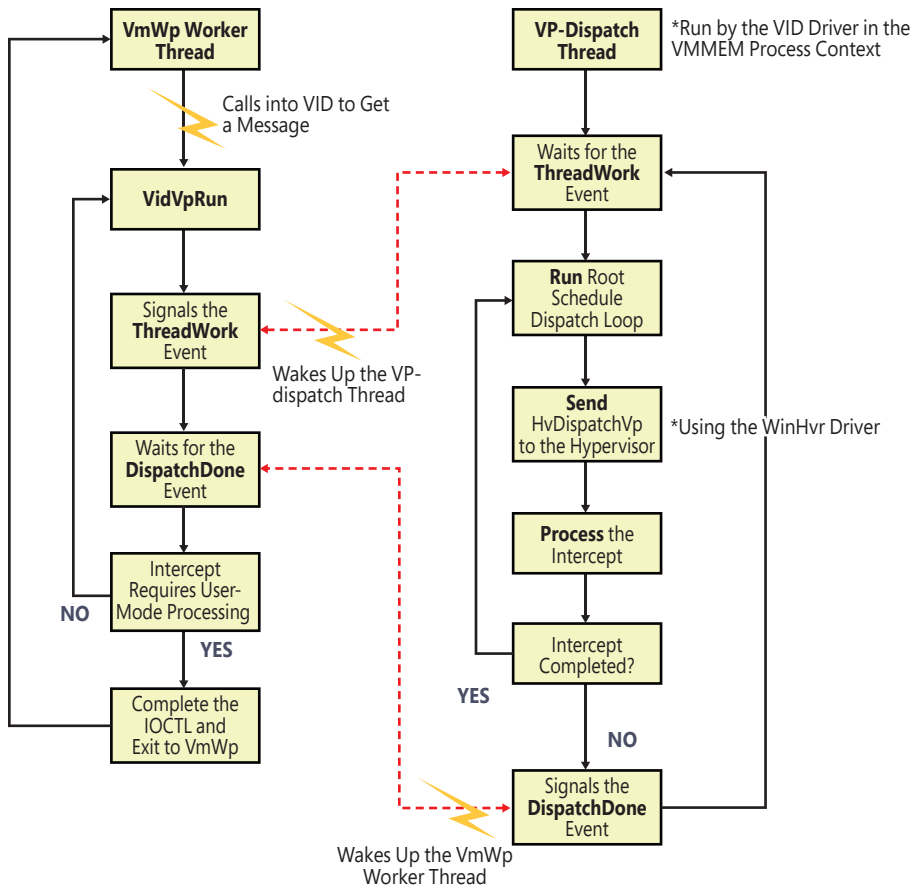 VmWp Worker
Thread
Calls into VID to Get
a Message
VidVpRun
Signals the
ThreadWork
Event
Wakes Up the VP-
dispatch Thread
Waits for the
DispatchDone
Event
Intercept
Requires User-
Mode Processing
NO
YES
Complete the
IOCTL and
Exit to VmWp
VP-Dispatch
Thread
*Run by the VID Driver in the
VMMEM Process Context
Waits for the
ThreadWork
Event
Run Root
Schedule
Dispatch Loop
Send
HvDispatchVp
to the Hypervisor
*Using the WinHvr Driver
Process the
Intercept
Intercept
Completed?
YES
NO
Signals the
DispatchDone
Event
Wakes Up the VmWp
Worker Thread